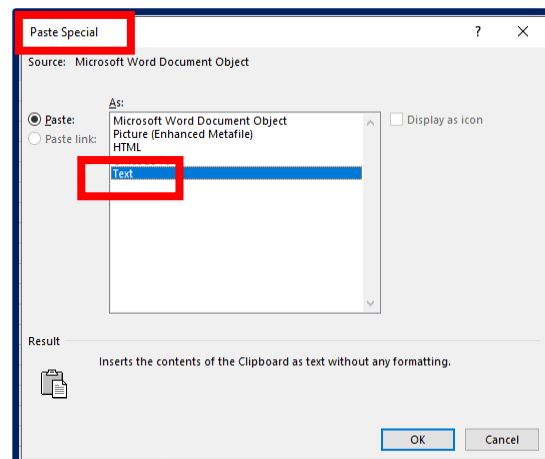 Paste Special ? ×
Source: Microsoft Word Document Object
As:
Paste:
Paste link:
Microsoft Word Document Object
Picture (Enhanced Metafile)
HTML
Text
Display as icon
Result
Inserts the contents of the Clipboard as text without any formatting.
OK Cancel